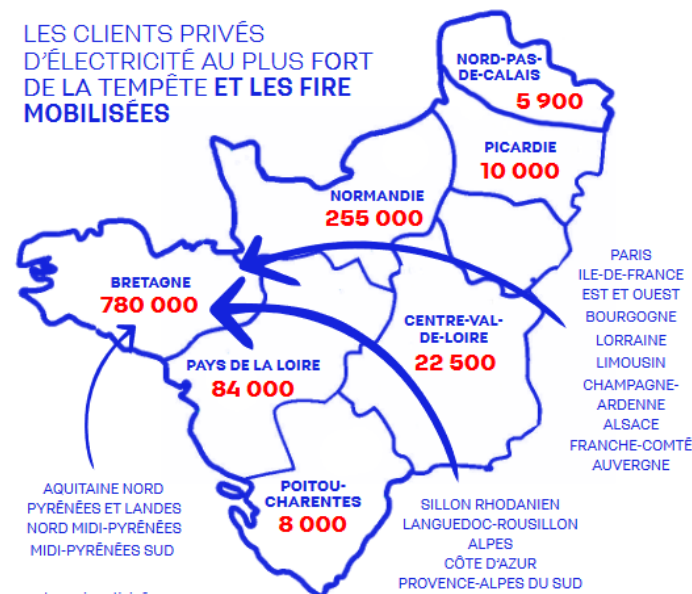 LES CLIENTS PRIVÉS
D'ÉLECTRICITÉ AU PLUS FORT
DE LA TEMPÊTE ET LES FIRE
MOBILISÉES
NORD-PAS-
DE-CALAIS
5 900
PICARDIE
10 000
NORMANDIE
255 000
BRETAGNE
780 000
CENTRE-VAL-
DE-LOIRE
22 500
PAYS DE LA LOIRE
84 000
POITOU-
CHARENTES
8 000
PARIS
ILE-DE-FRANCE
EST ET OUEST
BOURGOGNE
LORRAINE
LIMOUSIN
CHAMPAGNE-
ARDENNE
ALSACE
FRANCHE-COMTÉ
AUVERGNE
AQUITAINE NORD
PYRÉNÉES ET LANDES
NORD MIDI-PYRÉNÉES
MIDI-PYRÉNÉES SUD
SILLON RHODANIEN
LANGUEDOC-ROUSILLON
ALPES
CÔTE D'AZUR
PROVENCE-ALPES DU SUD